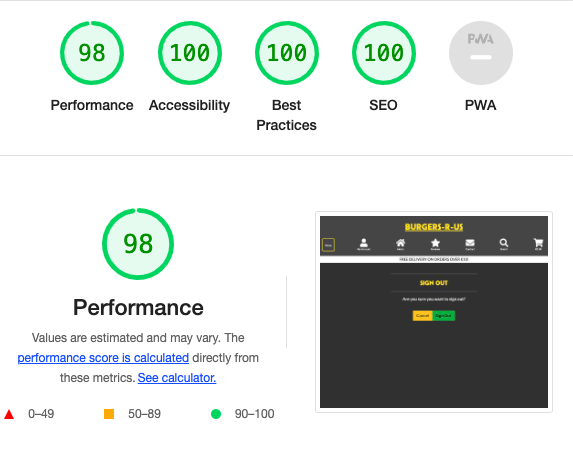 98
100
100
100
PWA
Performance
Accessibility
Best
Practices
SEO
PWA
98
Performance
Values are estimated and may vary. The
performance score is calculated directly from
these metrics. See calculator.
0–49
50–89
90–100
BURGERS-R-US
FREE DELIVERY ON ORDERS OVER
SIGN OUT
Are you sure you want to sign out?
Cancel
Sign Out